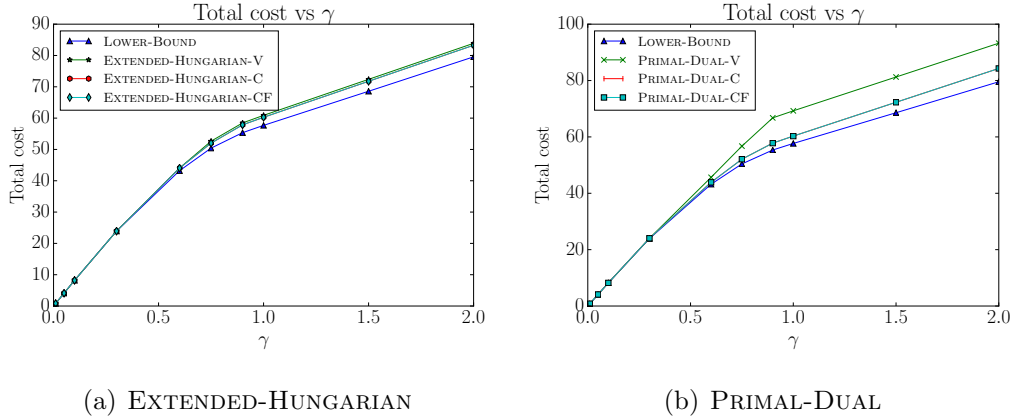 Total cost vs γ
Total cost
90
80
70
60
50
40
30
20
10
0
LOWER-BOUND
EXTENDED-HUNGARIAN-V
EXTENDED-HUNGARIAN-C
EXTENDED-HUNGARIAN-CF
0.0 0.5 1.0 1.5 2.0
γ
(a) EXTENDED-HUNGARIAN
Total cost vs γ
Total cost
100
80
60
40
20
0
LOWER-BOUND
PRIMAL-DUAL-V
PRIMAL-DUAL-C
PRIMAL-DUAL-CF
0.0 0.5 1.0 1.5 2.0
γ
(b) PRIMAL-DUAL